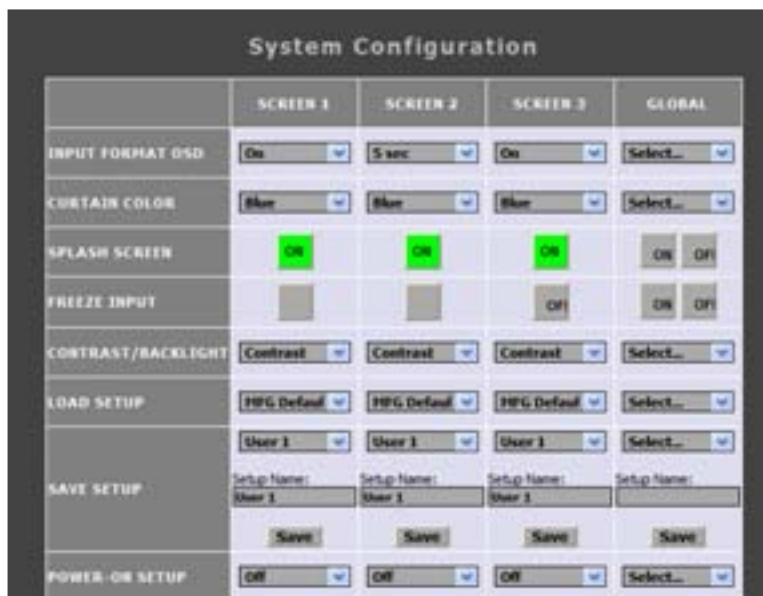 System Configuration
SCREEN 1 SCREEN 2 SCREEN 3 GLOBAL
INPUT FORMAT OSD On 5 sec On Select...
CURTAIN COLOR Blue Blue Blue Select...
SPLASH SCREEN ON ON ON ON OF
FREEZE INPUT OF ON OF
CONTRAST/BACKLIGHT Contrast Contrast Contrast Select...
LOAD SETUP MFG Defaul MFG Defaul MFG Defaul Select...
User 1 User 1 User 1 Select...
SAVE SETUP
Setup Name: Setup Name: Setup Name: Setup Name:
User 1 User 1 User 1
Save Save Save Save
POWER-ON SETUP Off Off Off Select...